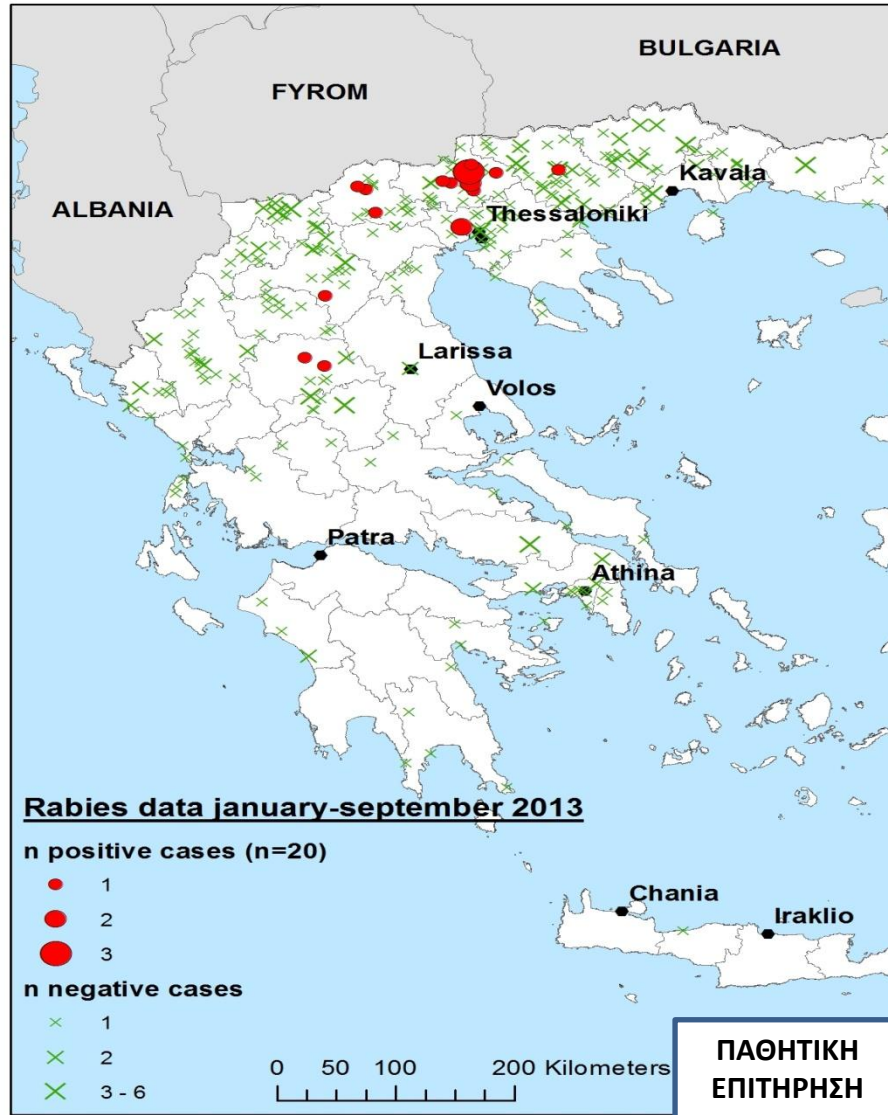 BULGARIA
FYROM
ALBANIA
Kavala
Thessaloniki
Larissa
Volos
Patra
Athina
Rabies data january-september 2013
n positive cases (n=20)
1
2
3
n negative cases
1
2
3 - 6
Chania
Iraklio
0 50 100 200 Kilometers
ΠΑΘΗΤΙΚΗ
ΕΠΙΤΗΡΗΣΗ